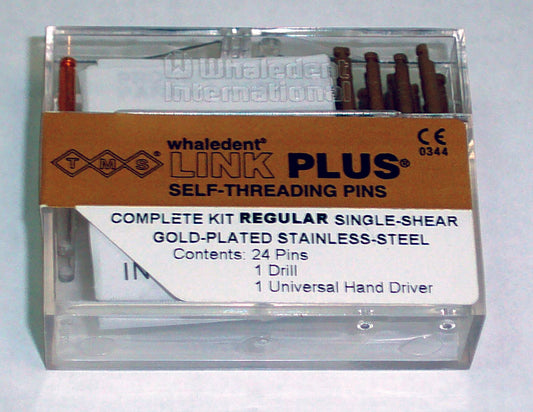 Whaledent
International
TMS
whaledent®
LINK PLUS®
SELF-THREADING PINS
CE
0344
COMPLETE KIT REGULAR SINGLE-SHEAR
GOLD-PLATED STAINLESS-STEEL
Contents: 24 Pins
1 Drill
1 Universal Hand Driver
IN